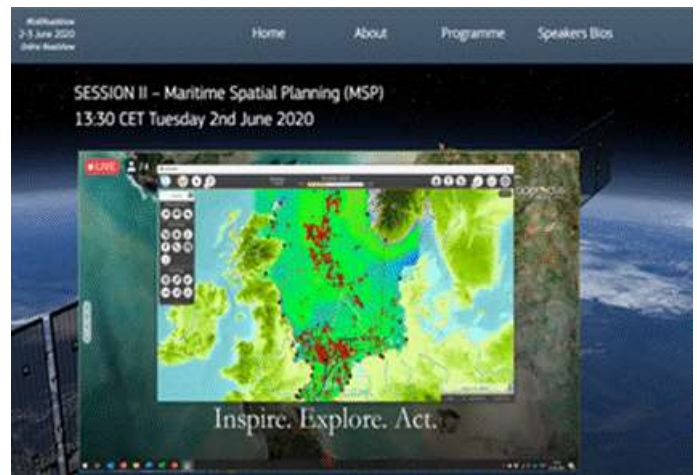 2-3 June 2020
Home
About
Programme
Speakers Bios
SESSION II – Maritime Spatial Planning (MSP)
13:30 CET Tuesday 2nd June 2020
LIVE
Inspire. Explore. Act.